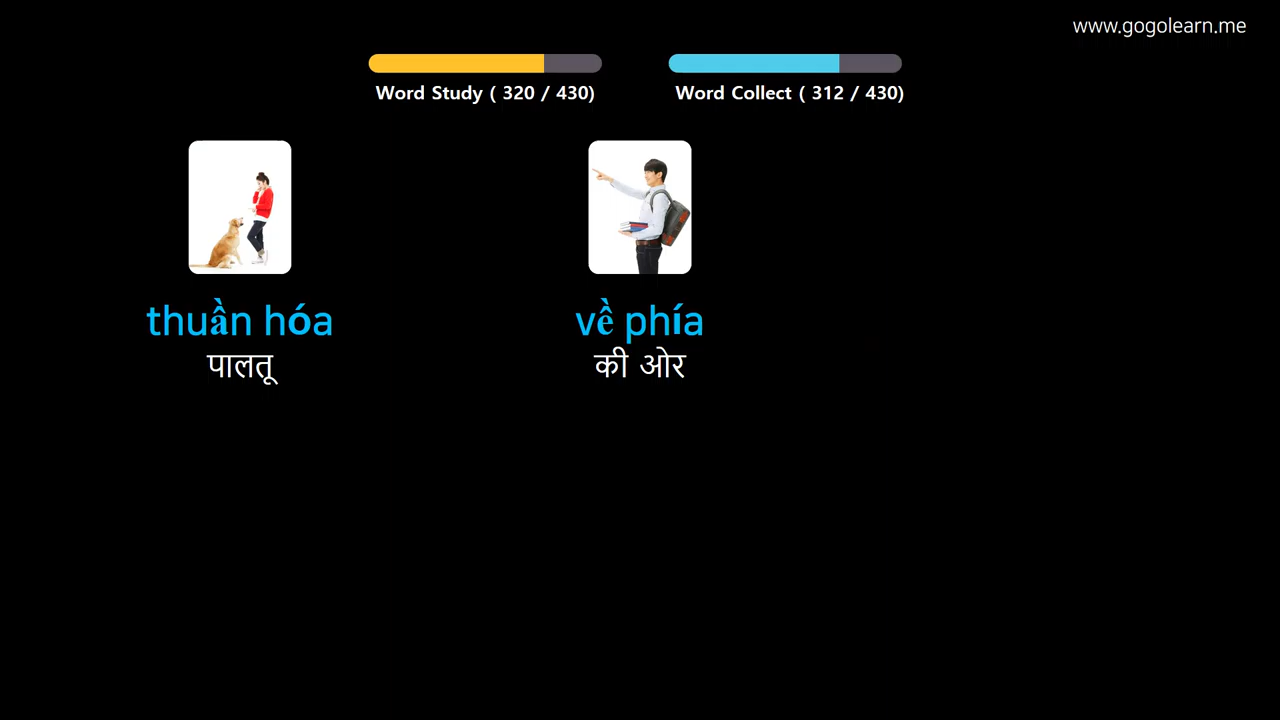 www.gogolearn.me
Word Study ( 320 / 430)
Word Collect ( 312 / 430)
thuần hóa
पालतू
về phía
की ओर